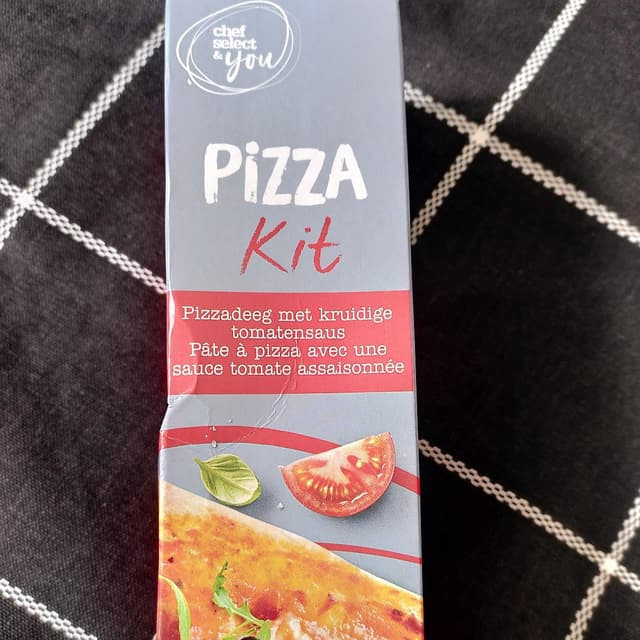 chef
select
& you
PiZZA
Kit
Pizzadeeg met kruidige
tomatensaus
Pâte à pizza avec une
sauce tomate assaisonnée